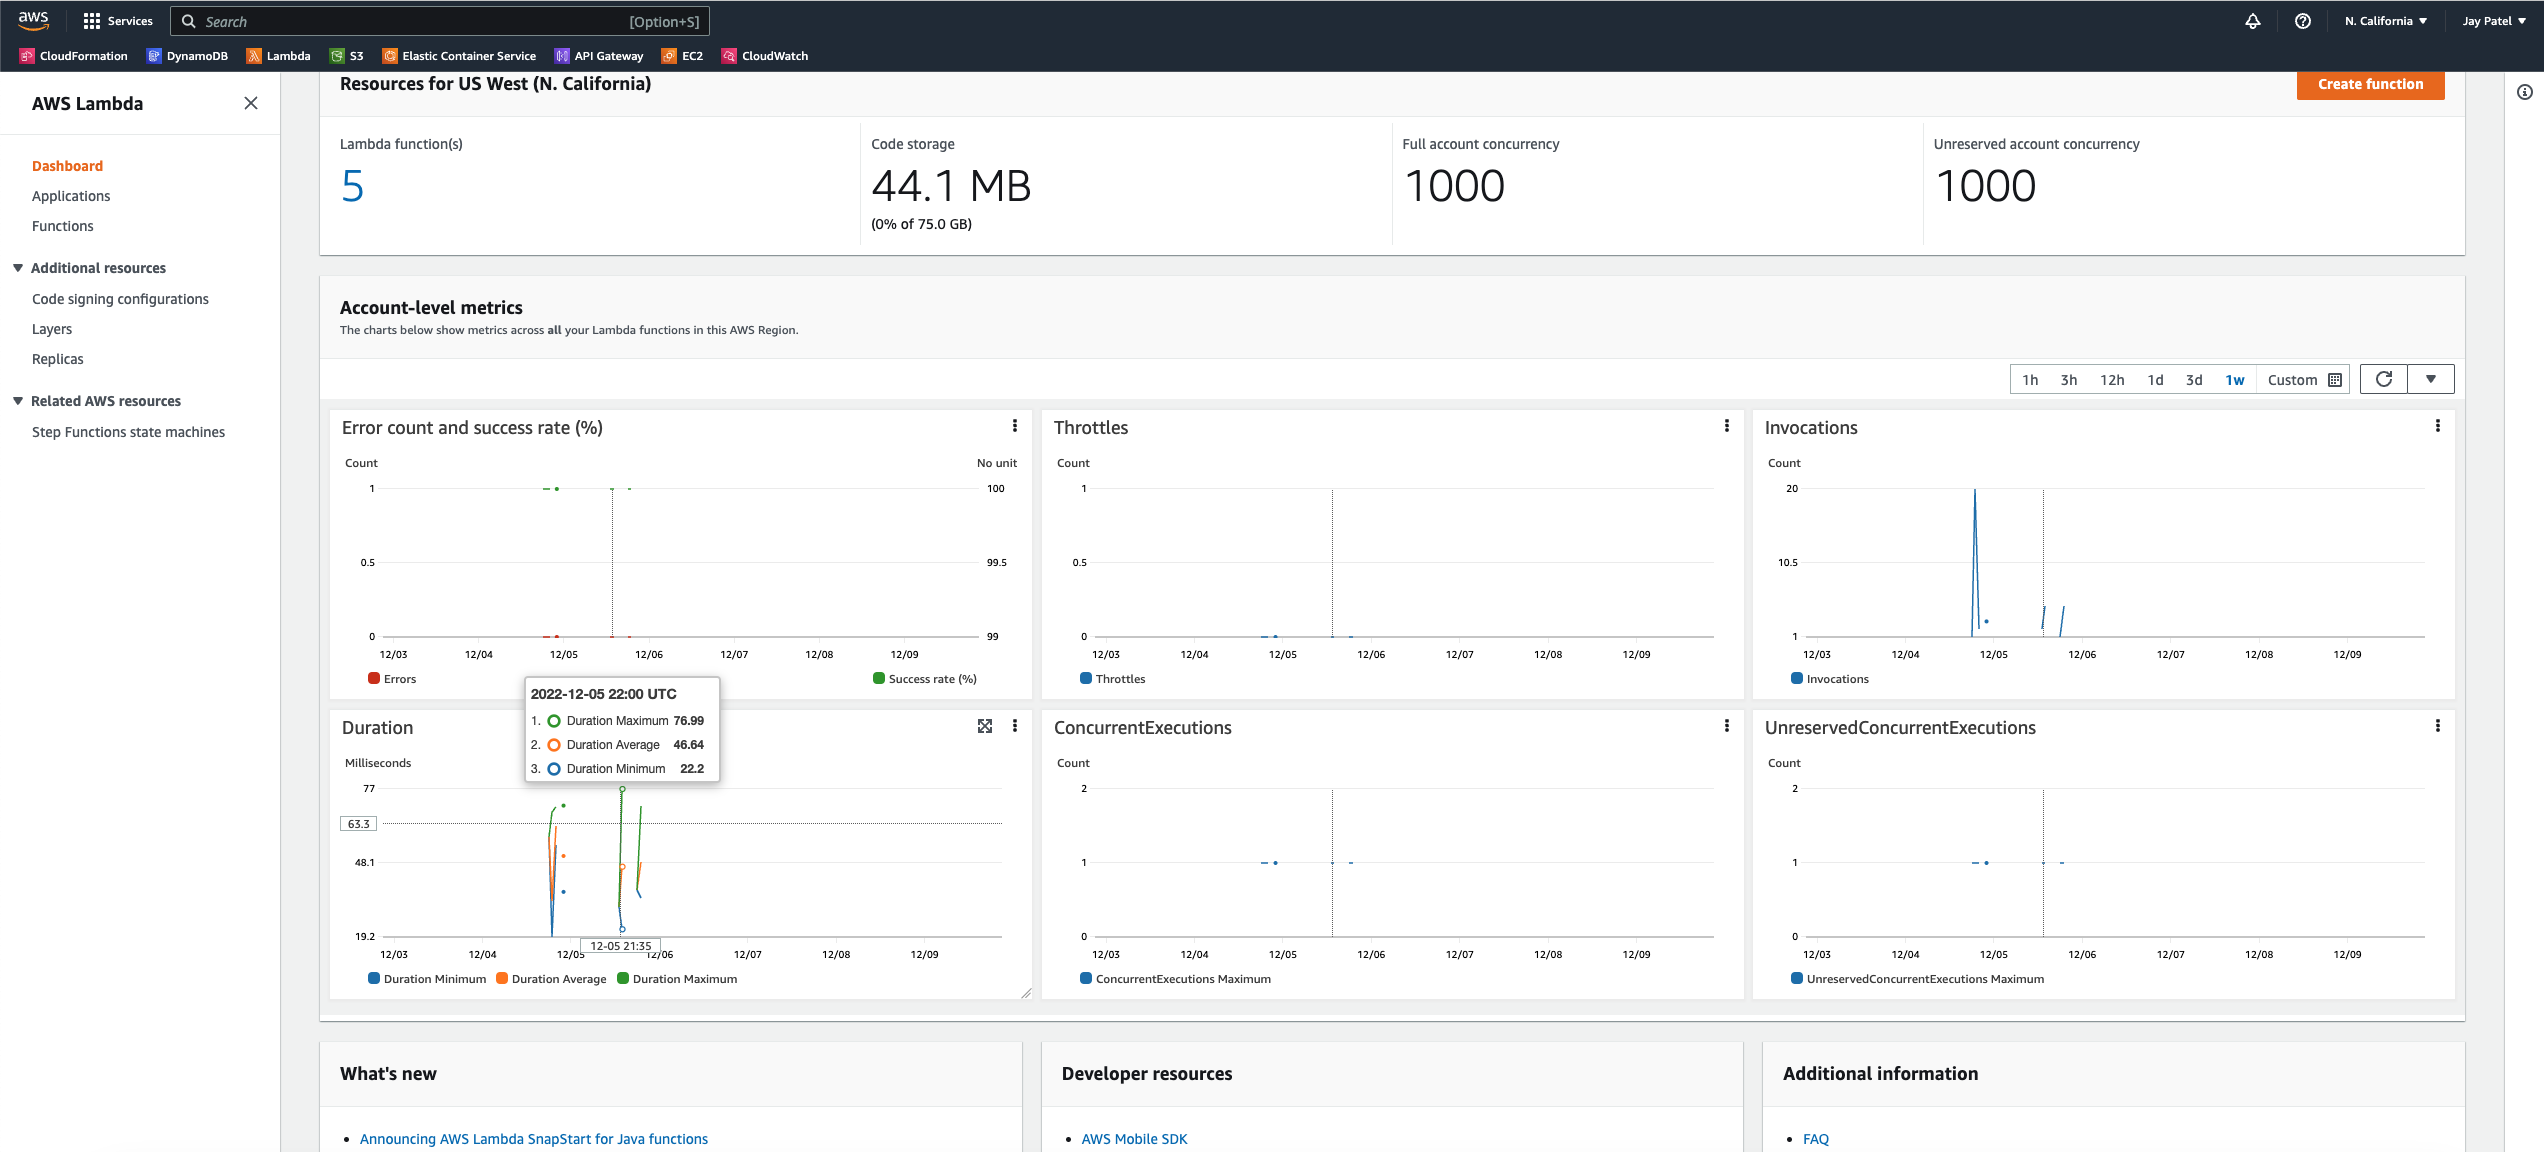 aws Services Search [Option+S] N. California Jay Patel
CloudFormation DynamoDB Lambda S3 Elastic Container Service API Gateway EC2 CloudWatch
AWS Lambda
Dashboard
Applications
Functions
Additional resources
Code signing configurations
Layers
Replicas
Related AWS resources
Step Functions state machines
Resources for US West (N. California) Create function
Lambda function(s) Code storage Full account concurrency Unreserved account concurrency
5 44.1 MB 1000 1000
(0% of 75.0 GB)
Account-level metrics
The charts below show metrics across all your Lambda functions in this AWS Region.
1h 3h 12h 1d 3d 1w Custom
Error count and success rate (%)
Count No unit
1 100
0.5 99.5
0 99
12/03 12/04 12/05 12/06 12/07 12/08 12/09
Errors Success rate (%)
Throttles
Count
1
0.5
0
12/03 12/04 12/05 12/06 12/07 12/08 12/09
Throttles
Invocations
Count
20
10.5
1
12/03 12/04 12/05 12/06 12/07 12/08 12/09
Invocations
2022-12-05 22:00 UTC
1. Duration Maximum 76.99
2. Duration Average 46.64
3. Duration Minimum 22.2
Duration
Milliseconds
77
63.3
48.1
19.2
12-05 21:35
12/03 12/04 12/05 12/06 12/07 12/08 12/09
Duration Minimum Duration Average Duration Maximum
ConcurrentExecutions
Count
2
1
0
12/03 12/04 12/05 12/06 12/07 12/08 12/09
ConcurrentExecutions Maximum
UnreservedConcurrentExecutions
Count
2
1
0
12/03 12/04 12/05 12/06 12/07 12/08 12/09
UnreservedConcurrentExecutions Maximum
What's new
Announcing AWS Lambda SnapStart for Java functions
Developer resources
AWS Mobile SDK
Additional information
FAQ